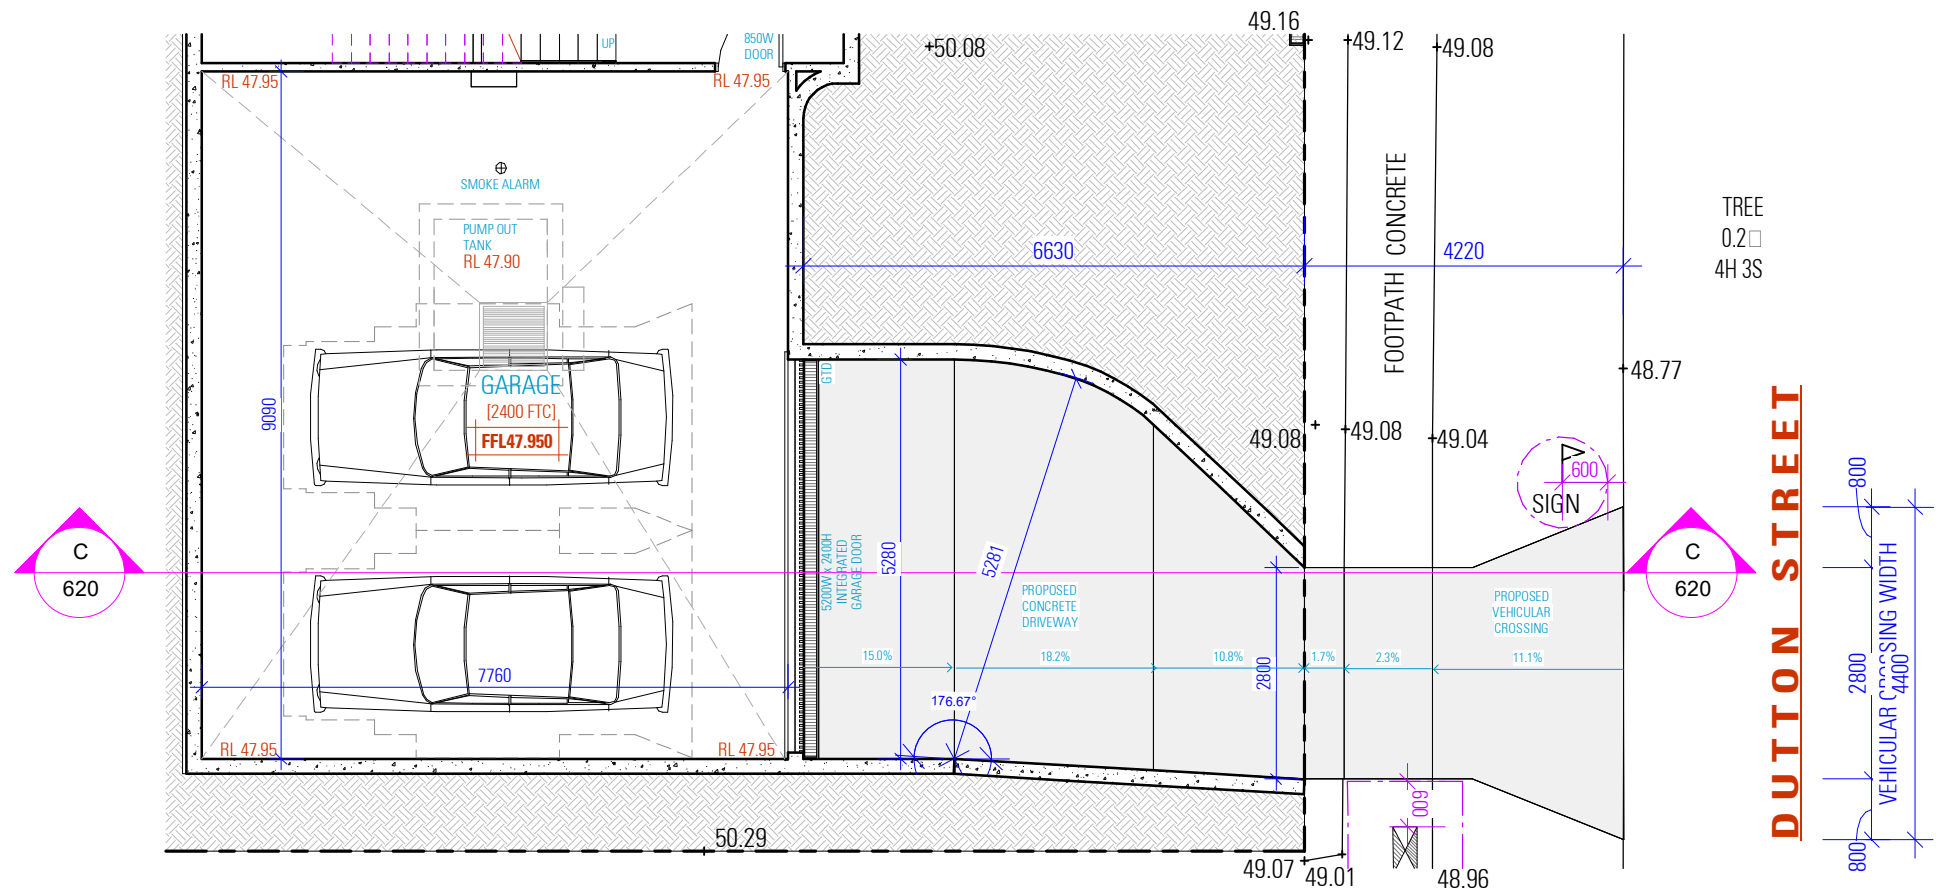 49.16
49.12
49.08
50.08
UP
850W
DOOR
RL 47.95
RL 47.95
SMOKE ALARM
PUMP OUT
TANK
RL 47.90
6630
4220
FOOTPATH CONCRETE
TREE
0.2□
4H 3S
48.77
GTD
GARAGE
[2400 FTC]
FFL47.950
9090
49.08
49.08
49.04
600
SIGN
C
620
5280
5281
5200W x 2400H
INTEGRATED
GARAGE DOOR
PROPOSED
CONCRETE
DRIVEWAY
PROPOSED
VEHICULAR
CROSSING
C
620
15.0%
18.2%
10.8%
1.7%
2.3%
11.1%
2800
7760
176.67°
RL 47.95
RL 47.95
600
50.29
49.07
49.01
48.96
DUTTON STREET
800
2800
800
VEHICULAR CROSSING WIDTH
4400